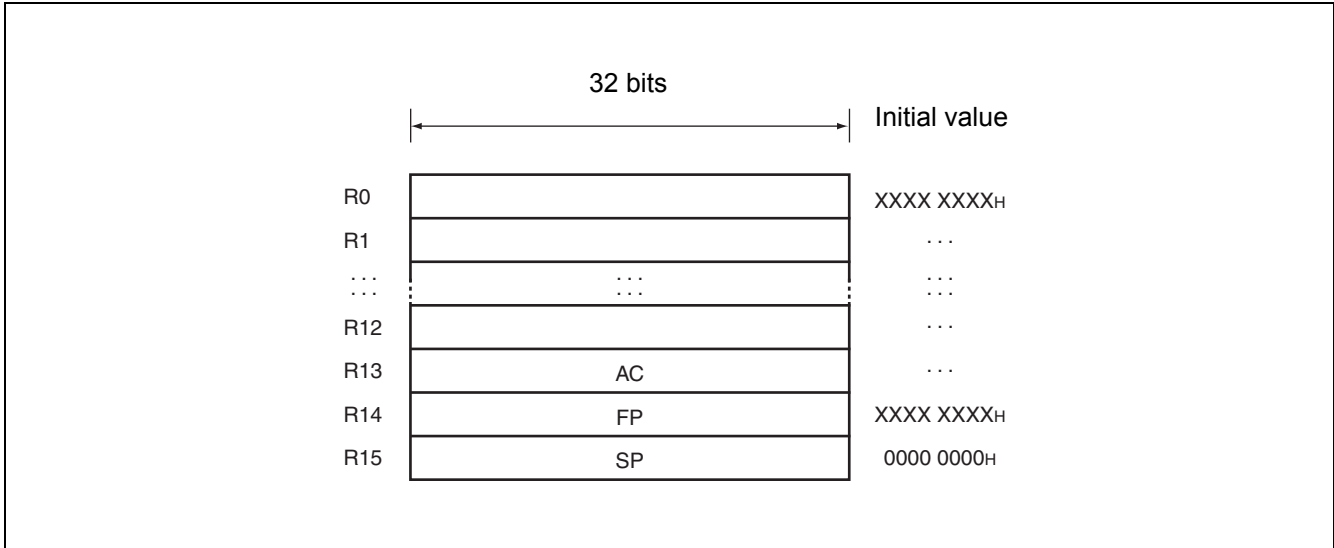 32 bits
Initial value
R0 XXXX XXXXH
R1 . . .
. . . . . . . . .
. . . . . . . . .
R12 . . .
R13 AC . . .
R14 FP XXXX XXXXH
R15 SP 0000 0000H